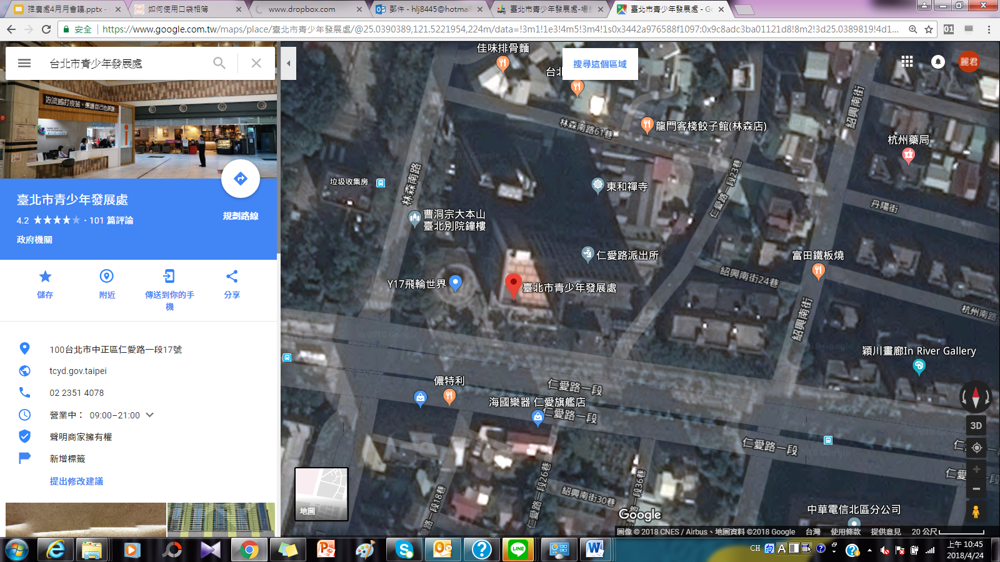 推廣處4月月會議.pptx -
如何使用口袋相簿
www.dropbox.com
郵件 - hlj8445@hotmail
臺北市青少年發展處-場
臺北市青少年發展處 - Go
安全
https://www.google.com.tw/maps/place/臺北市青少年發展處/@25.0390389,121.5221954,224m/data=!3m1!1e3!4m5!3m4!1s0x3442a976588f1097:0x9c8adc3ba01121d8!8m2!3d25.0389819!4d1...
01
台北市青少年發展處
臺北市青少年發展處
4.2 ★★★★★ · 101 篇評論
政府機關
規劃路線
儲存
附近
傳送到你的手機
分享
100台北市中正區仁愛路一段17號
tcyd.gov.taipei
02 2351 4078
營業中： 09:00–21:00
聲明商家擁有權
新增標籤
提出修改建議
搜尋這個區域
麗君
佳味排骨麵
台北
林森南路61巷
龍門客棧餃子館(林森店)
紹興南街
杭州藥局
垃圾收集房
林森南路
東和禪寺
仁愛路一段23巷
丹陽街
曹洞宗大本山
臺北別院鐘樓
仁愛路派出所
富田鐵板燒
紹興南街24巷
Y17飛輪世界
臺北市青少年發展處
杭州南路
紹興南街
穎川畫廊In River Gallery
儂特利
仁愛路一段
海國樂器 仁愛旗艦店
仁愛路一段
仁愛路一段
3D
仁愛路一段26巷
仁愛路一段36巷
路一段18巷
紹興南街30巷
中華電信北區分公司
地圖
Google
圖像 © 2018 CNES / Airbus、地圖資料 ©2018 Google 台灣 使用條款 提供意見 20 公尺
LINE
CH
上午 10:45
2018/4/24